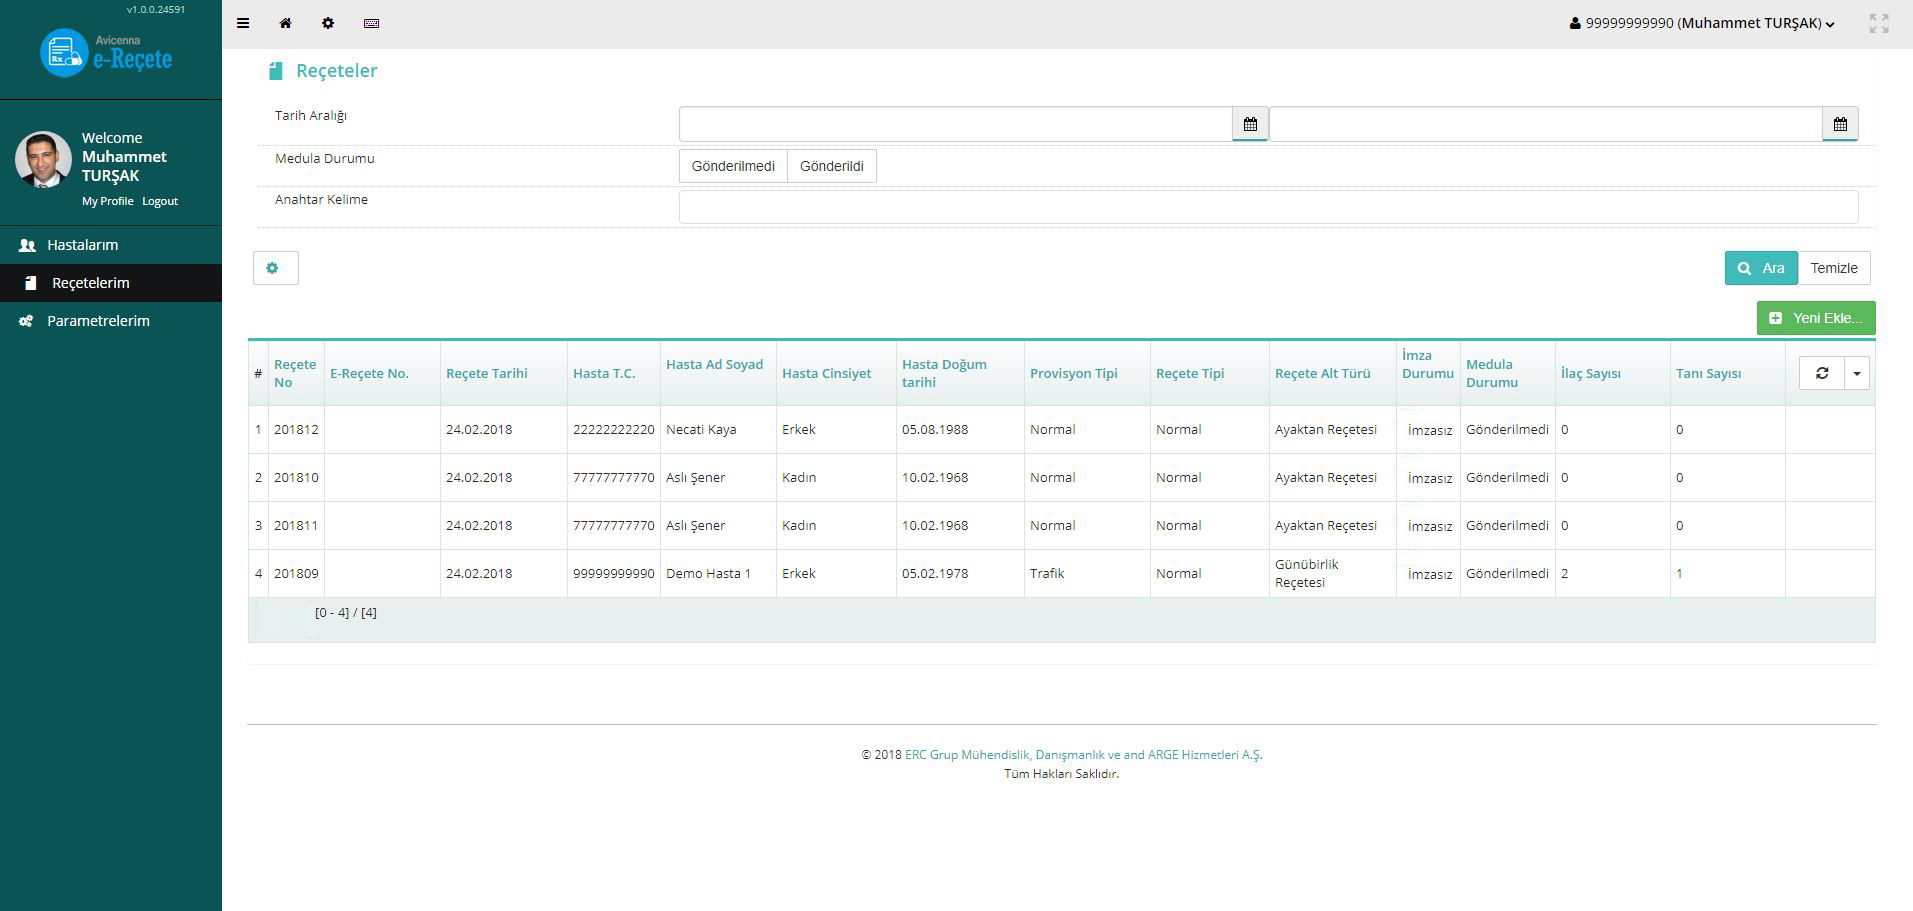 v1.0.0.24591
Avicenna
e-Reçete
Rx
99999999990 (Muhammet TURŞAK)
Welcome
Muhammet
TURŞAK
My Profile Logout
Hastalarım
Reçetelerim
Parametrelerim
Reçeteler
Tarih Aralığı
Medula Durumu
Gönderilmedi Gönderildi
Anahtar Kelime
Ara Temizle
Yeni Ekle...
# Reçete No E-Reçete No. Reçete Tarihi Hasta T.C. Hasta Ad Soyad Hasta Cinsiyet Hasta Doğum tarihi Provisyon Tipi Reçete Tipi Reçete Alt Türü İmza Durumu Medula Durumu İlaç Sayısı Tanı Sayısı
1 201812 24.02.2018 22222222220 Necati Kaya Erkek 05.08.1988 Normal Normal Ayaktan Reçetesi İmzasız Gönderilmedi 0 0
2 201810 24.02.2018 77777777770 Aslı Şener Kadın 10.02.1968 Normal Normal Ayaktan Reçetesi İmzasız Gönderilmedi 0 0
3 201811 24.02.2018 77777777770 Aslı Şener Kadın 10.02.1968 Normal Normal Ayaktan Reçetesi İmzasız Gönderilmedi 0 0
4 201809 24.02.2018 99999999990 Demo Hasta 1 Erkek 05.02.1978 Trafik Normal Günübirlik Reçetesi İmzasız Gönderilmedi 2 1
[0 - 4] / [4]
© 2018 ERC Grup Mühendislik, Danışmanlık ve and ARGE Hizmetleri A.Ş.
Tüm Hakları Saklıdır.